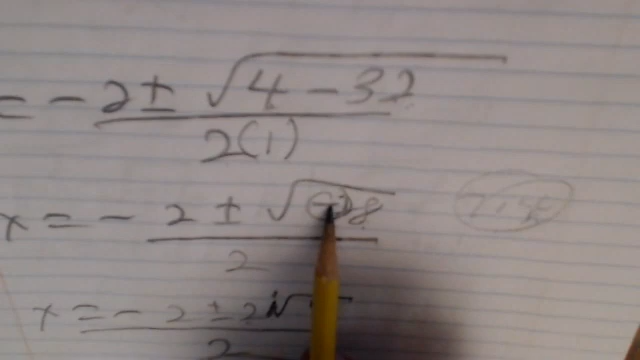 = -2 ± √4 - 32
2(1)
x = - 2 ± √-28
2
x = - 2 ± 2i√
2